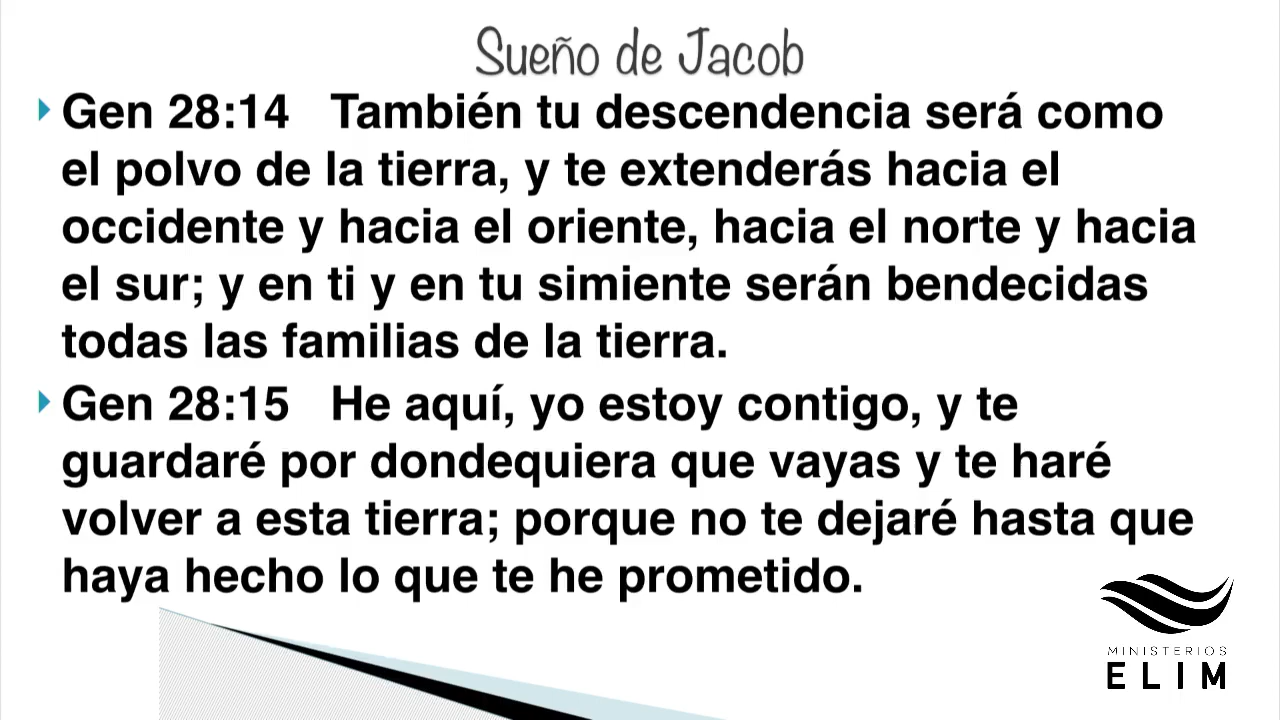 Sueño de Jacob
Gen 28:14 También tu descendencia será como
el polvo de la tierra, y te extenderás hacia el
occidente y hacia el oriente, hacia el norte y hacia
el sur; y en ti y en tu simiente serán bendecidas
todas las familias de la tierra.
Gen 28:15 He aquí, yo estoy contigo, y te
guardaré por dondequiera que vayas y te haré
volver a esta tierra; porque no te dejaré hasta que
haya hecho lo que te he prometido.
MINISTERIOS
ELIM